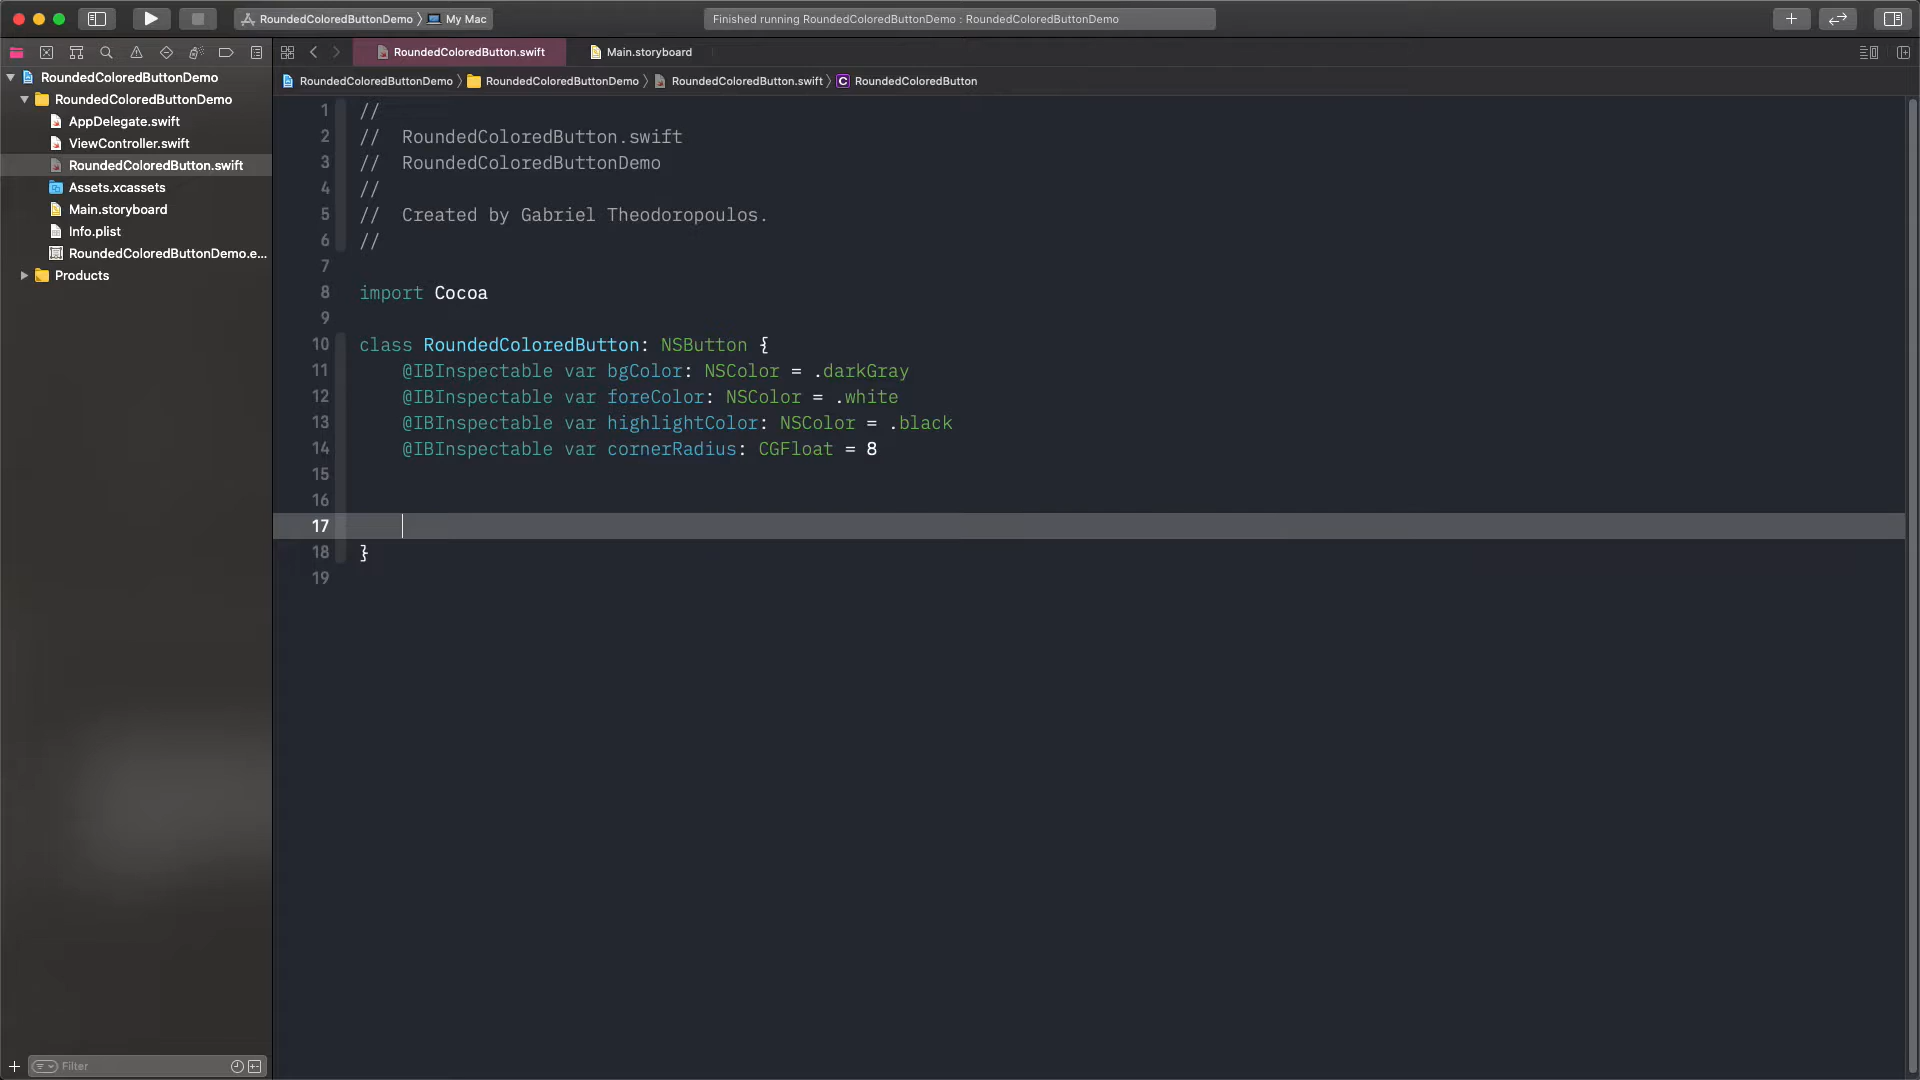 RoundedColoredButtonDemo 〉 My Mac
Finished running RoundedColoredButtonDemo : RoundedColoredButtonDemo
RoundedColoredButton.swift
Main.storyboard
RoundedColoredButtonDemo 〉 RoundedColoredButtonDemo 〉 RoundedColoredButton.swift 〉 C RoundedColoredButton
RoundedColoredButtonDemo
RoundedColoredButtonDemo
AppDelegate.swift
ViewController.swift
RoundedColoredButton.swift
Assets.xcassets
Main.storyboard
Info.plist
RoundedColoredButtonDemo.e...
Products
1 //
2 // RoundedColoredButton.swift
3 // RoundedColoredButtonDemo
4 //
5 // Created by Gabriel Theodoropoulos.
6 //
7
8 import Cocoa
9
10 class RoundedColoredButton: NSButton {
11 @IBInspectable var bgColor: NSColor = .darkGray
12 @IBInspectable var foreColor: NSColor = .white
13 @IBInspectable var highlightColor: NSColor = .black
14 @IBInspectable var cornerRadius: CGFloat = 8
15
16
17
18 }
19
Filter